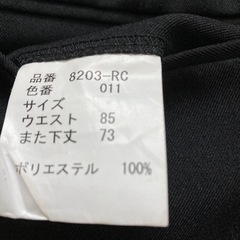 品番 8203-RC
色番 011
サイズ
ウエスト 85
また下丈 73
ポリエステル 100%